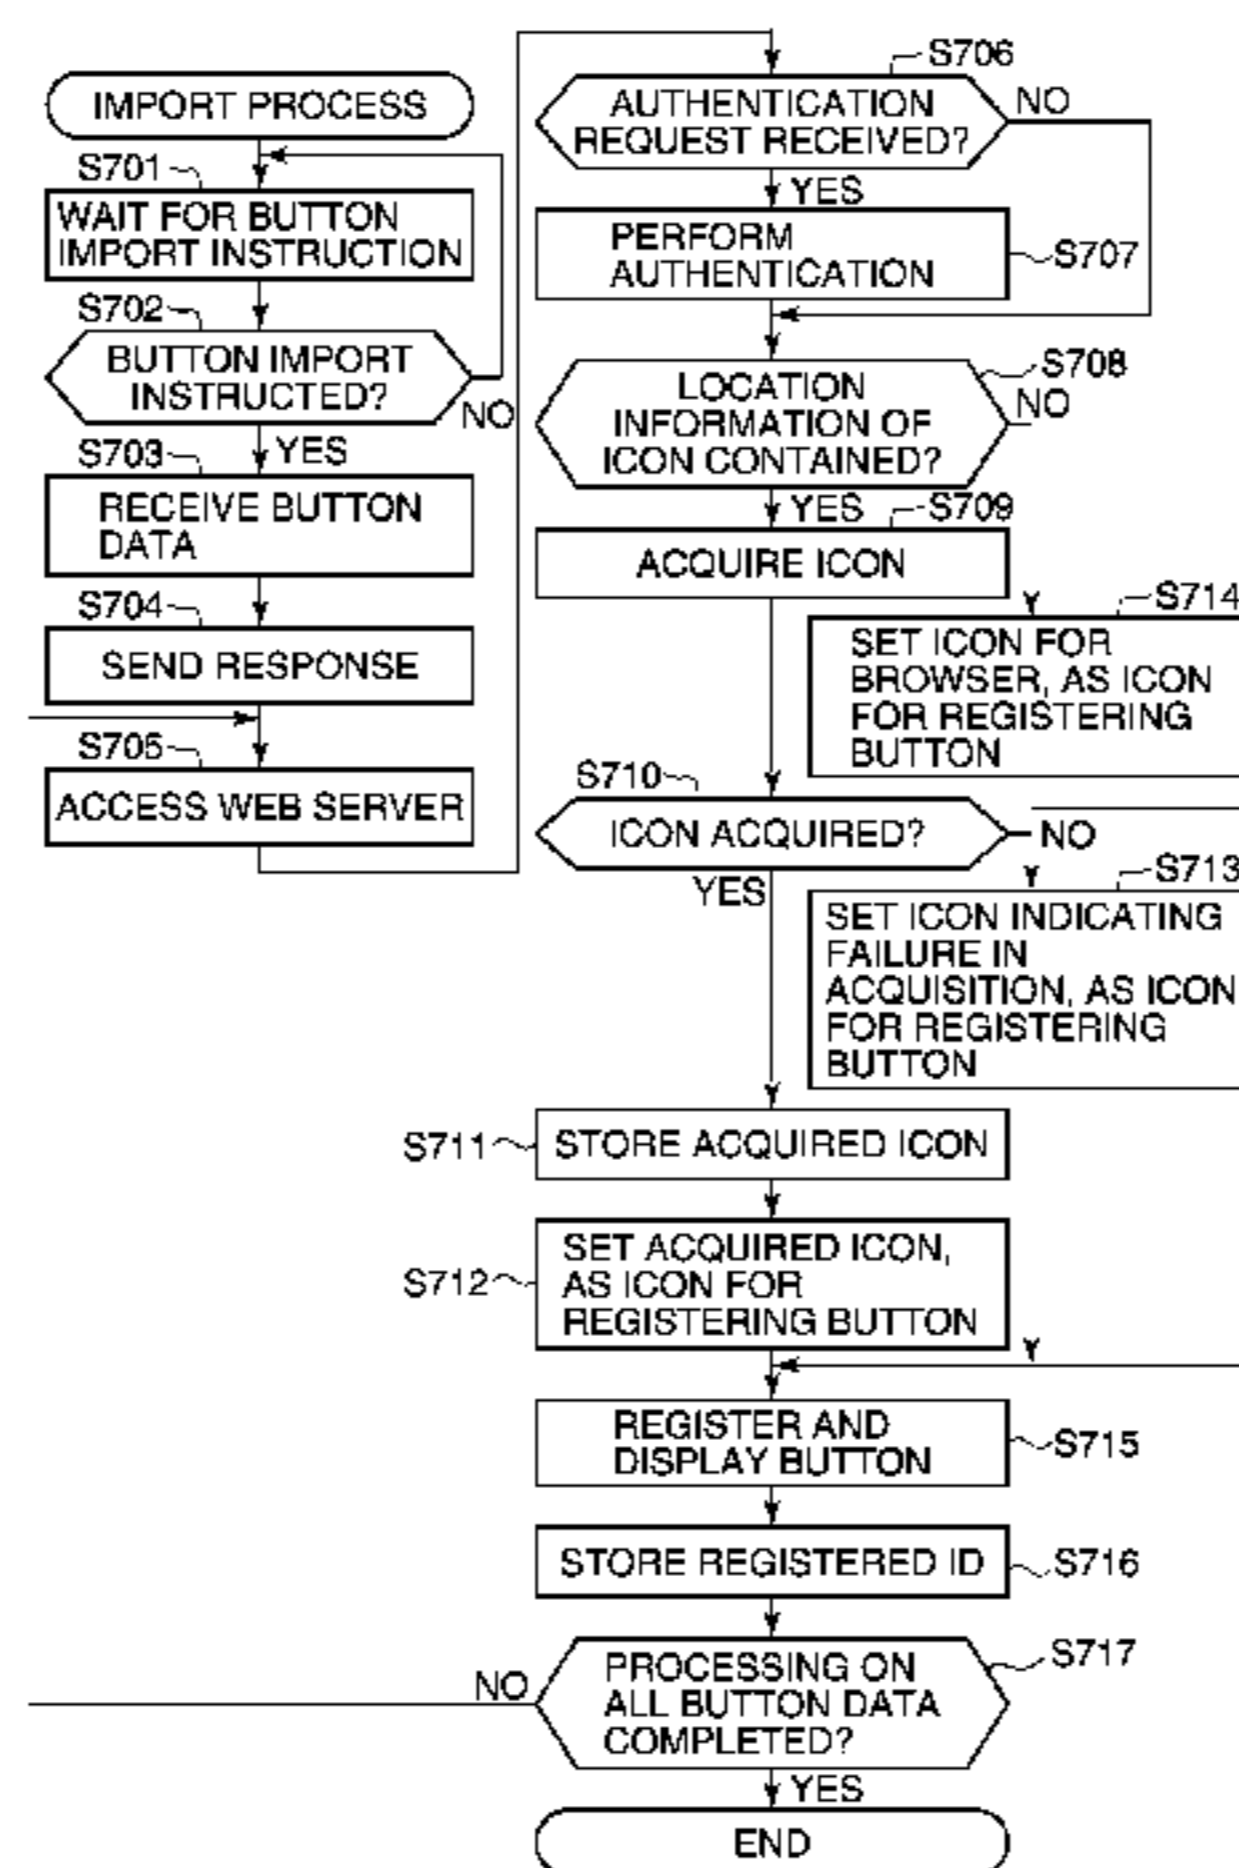 IMPORT PROCESS
S701
WAIT FOR BUTTON
IMPORT INSTRUCTION
S702
BUTTON IMPORT
INSTRUCTED?
NO
YES
S703
RECEIVE BUTTON
DATA
S704
SEND RESPONSE
S705
ACCESS WEB SERVER
S706
AUTHENTICATION
REQUEST RECEIVED?
NO
YES
PERFORM
AUTHENTICATION
S707
S708
LOCATION
INFORMATION OF
ICON CONTAINED?
NO
YES
S709
ACQUIRE ICON
S714
SET ICON FOR
BROWSER, AS ICON
FOR REGISTERING
BUTTON
S710
ICON ACQUIRED?
NO
YES
S713
SET ICON INDICATING
FAILURE IN
ACQUISITION, AS ICON
FOR REGISTERING
BUTTON
S711
STORE ACQUIRED ICON
S712
SET ACQUIRED ICON,
AS ICON FOR
REGISTERING BUTTON
REGISTER AND
DISPLAY BUTTON
S715
STORE REGISTERED ID
S716
S717
PROCESSING ON
ALL BUTTON DATA
COMPLETED?
NO
YES
END